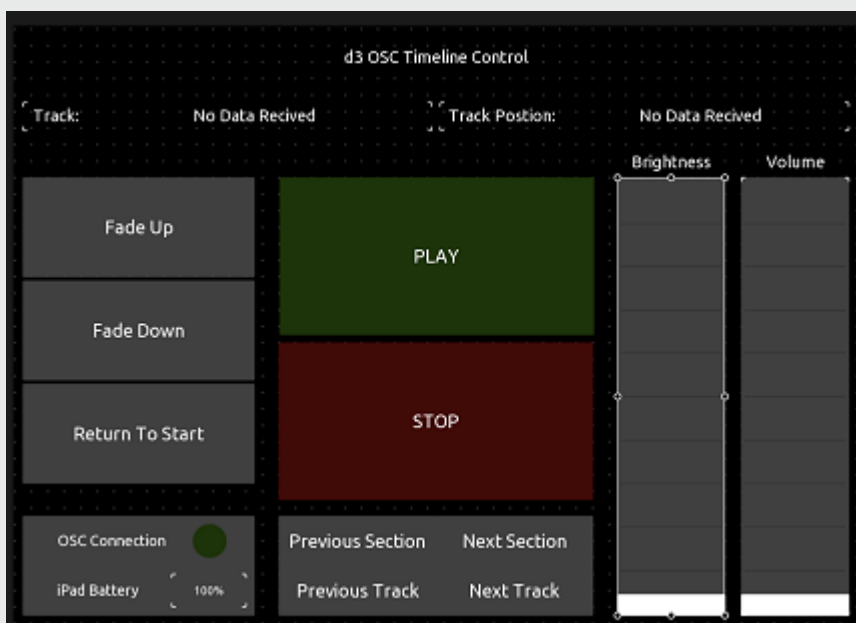 d3 OSC Timeline Control
Track: No Data Recived Track Postion: No Data Recived
Brightness Volume
Fade Up
PLAY
Fade Down
STOP
Return To Start
OSC Connection
Previous Section Next Section
iPad Battery 100%
Previous Track Next Track